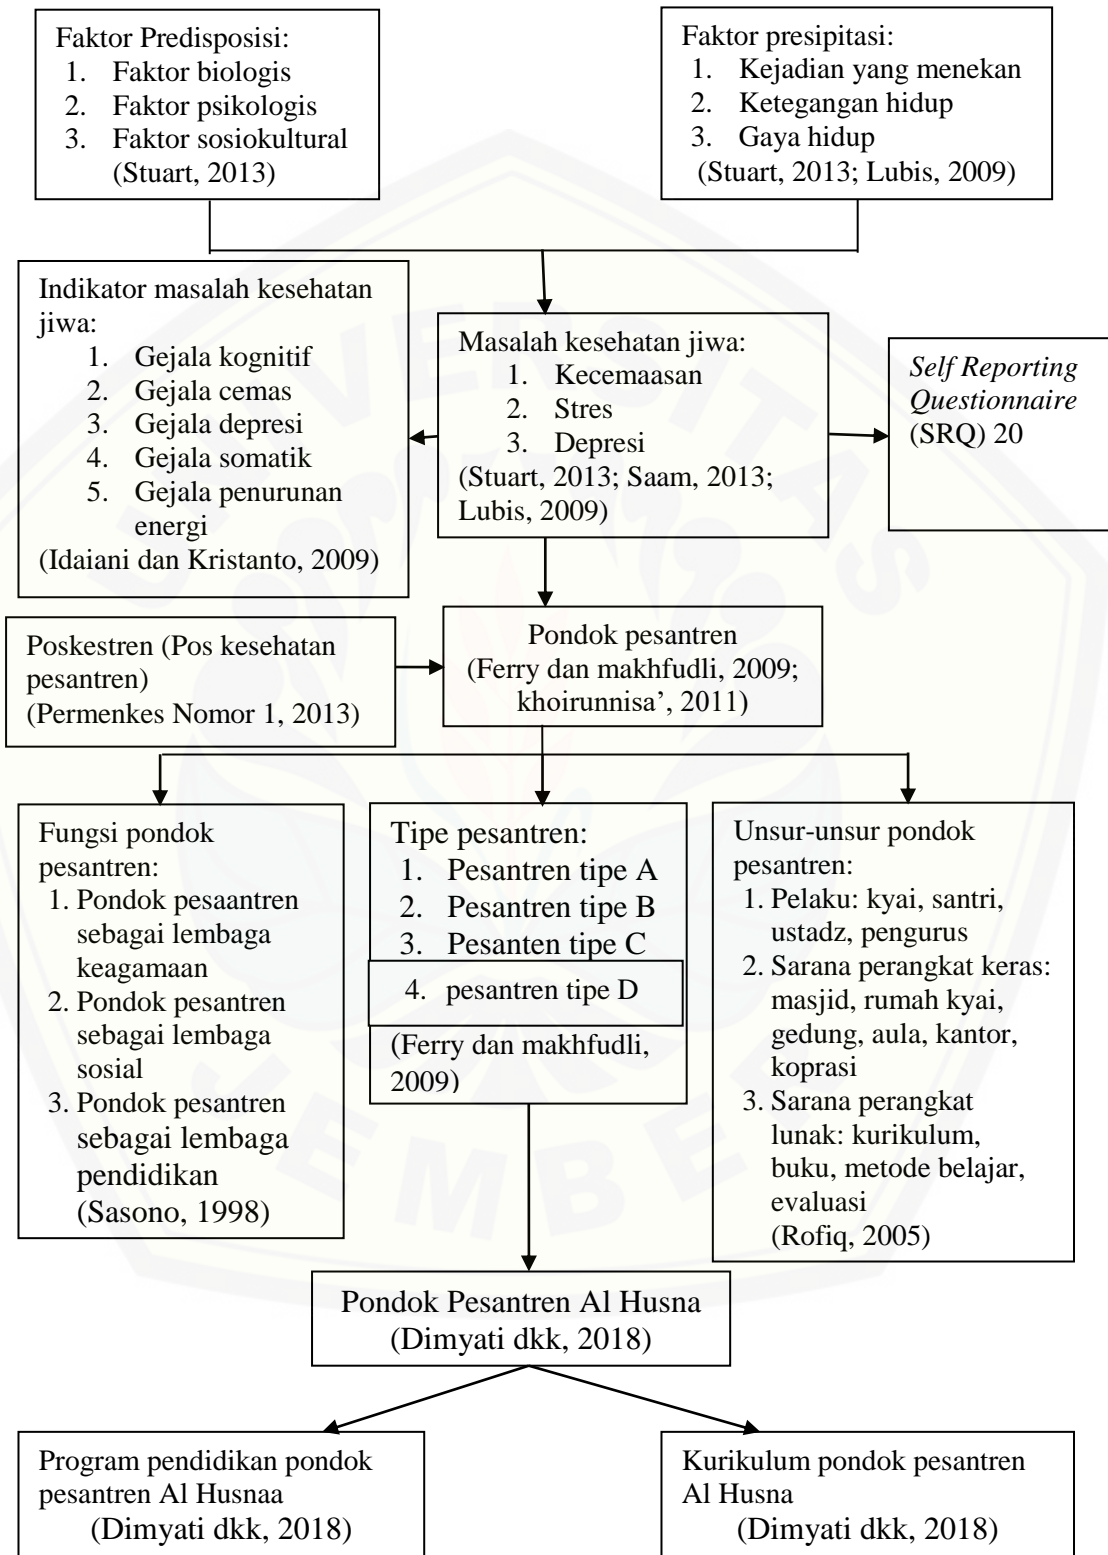 Faktor Predisposisi:
1. Faktor biologis
2. Faktor psikologis
3. Faktor sosiokultural
(Stuart, 2013)
Faktor presipitasi:
1. Kejadian yang menekan
2. Ketegangan hidup
3. Gaya hidup
(Stuart, 2013; Lubis, 2009)
Indikator masalah kesehatan
jiwa:
1. Gejala kognitif
2. Gejala cemas
3. Gejala depresi
4. Gejala somatik
5. Gejala penurunan
energi
(Idaiani dan Kristanto, 2009)
Masalah kesehatan jiwa:
1. Kecemaasan
2. Stres
3. Depresi
(Stuart, 2013; Saam, 2013;
Lubis, 2009)
Self Reporting
Questionnaire
(SRQ) 20
Poskestren (Pos kesehatan
pesantren)
(Permenkes Nomor 1, 2013)
Pondok pesantren
(Ferry dan makhfudli, 2009;
khoirunnisa’, 2011)
Fungsi pondok
pesantren:
1. Pondok pesaantren
sebagai lembaga
keagamaan
2. Pondok pesantren
sebagai lembaga
sosial
3. Pondok pesantren
sebagai lembaga
pendidikan
(Sasono, 1998)
Tipe pesantren:
1. Pesantren tipe A
2. Pesantren tipe B
3. Pesanten tipe C
4. pesantren tipe D
(Ferry dan makhfudli,
2009)
Unsur-unsur pondok
pesantren:
1. Pelaku: kyai, santri,
ustadz, pengurus
2. Sarana perangkat keras:
masjid, rumah kyai,
gedung, aula, kantor,
koprasi
3. Sarana perangkat
lunak: kurikulum,
buku, metode belajar,
evaluasi
(Rofiq, 2005)
Pondok Pesantren Al Husna
(Dimyati dkk, 2018)
Program pendidikan pondok
pesantren Al Husnaa
(Dimyati dkk, 2018)
Kurikulum pondok pesantren
Al Husna
(Dimyati dkk, 2018)
UNIVERSITAS
JEMBER